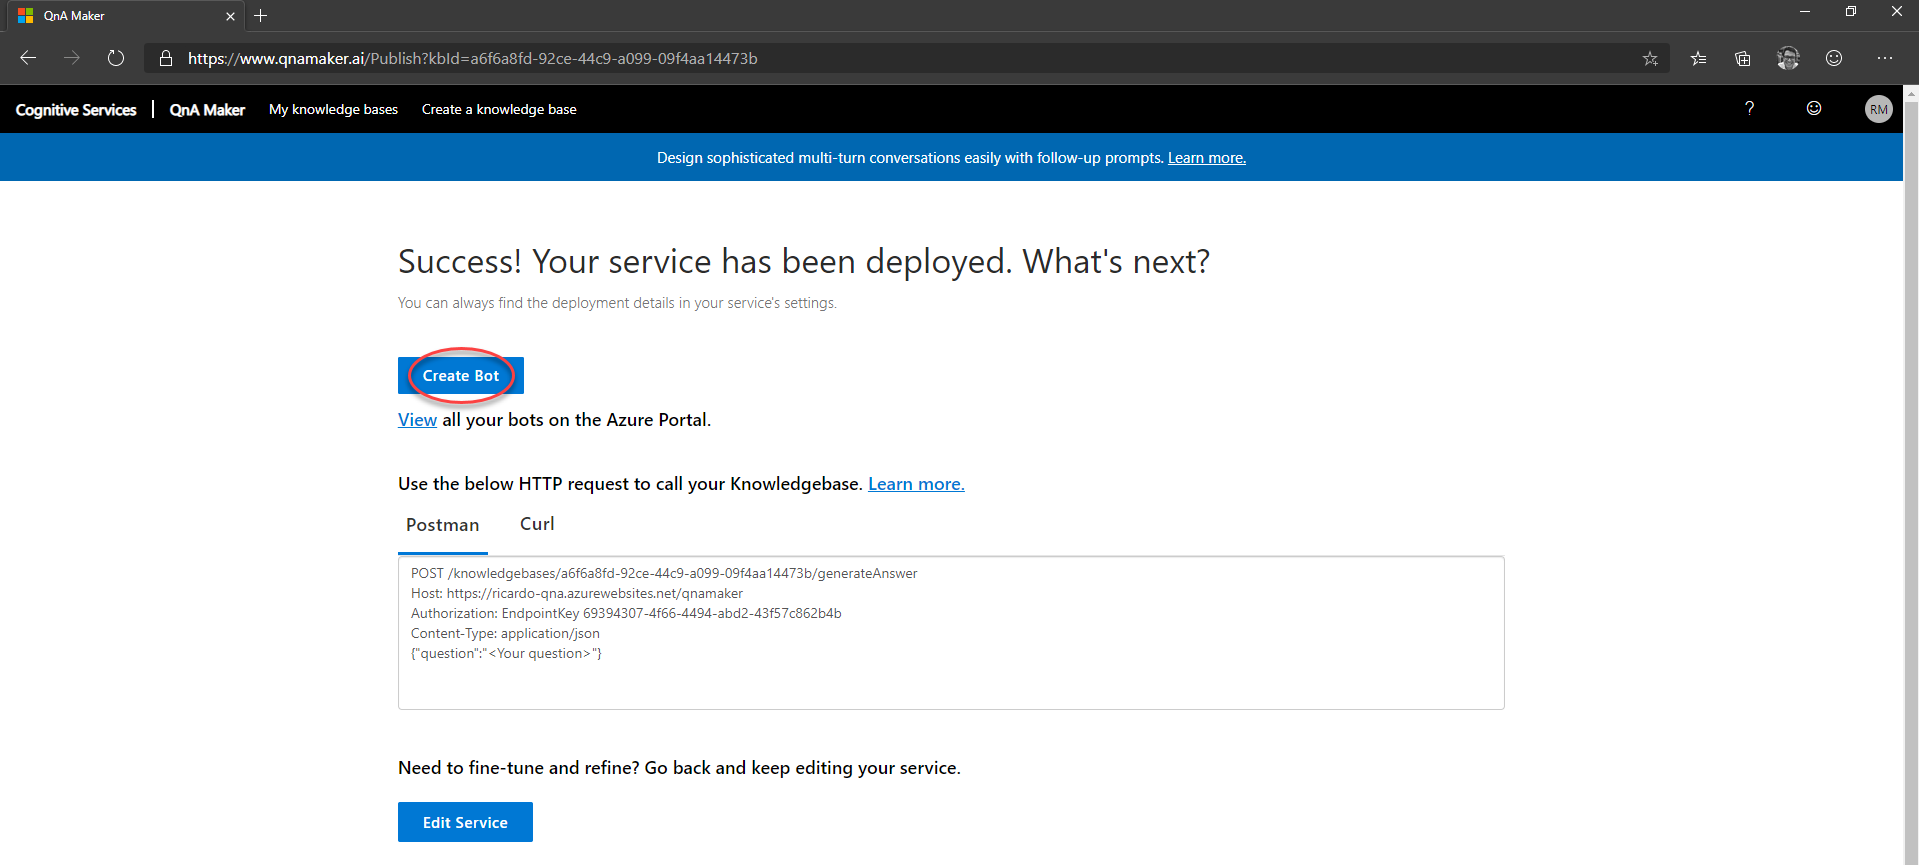 QnA Maker
https://www.qnamaker.ai/Publish?kbId=a6f6a8fd-92ce-44c9-a099-09f4aa14473b
Cognitive Services | QnA Maker My knowledge bases Create a knowledge base ? RM
Design sophisticated multi-turn conversations easily with follow-up prompts. Learn more.
Success! Your service has been deployed. What's next?
You can always find the deployment details in your service's settings.
Create Bot
View all your bots on the Azure Portal.
Use the below HTTP request to call your Knowledgebase. Learn more.
Postman Curl
POST /knowledgebases/a6f6a8fd-92ce-44c9-a099-09f4aa14473b/generateAnswer
Host: https://ricardo-qna.azurewebsites.net/qnamaker
Authorization: EndpointKey 69394307-4f66-4494-abd2-43f57c862b4b
Content-Type: application/json
{"question":"<Your question>"}
Need to fine-tune and refine? Go back and keep editing your service.
Edit Service